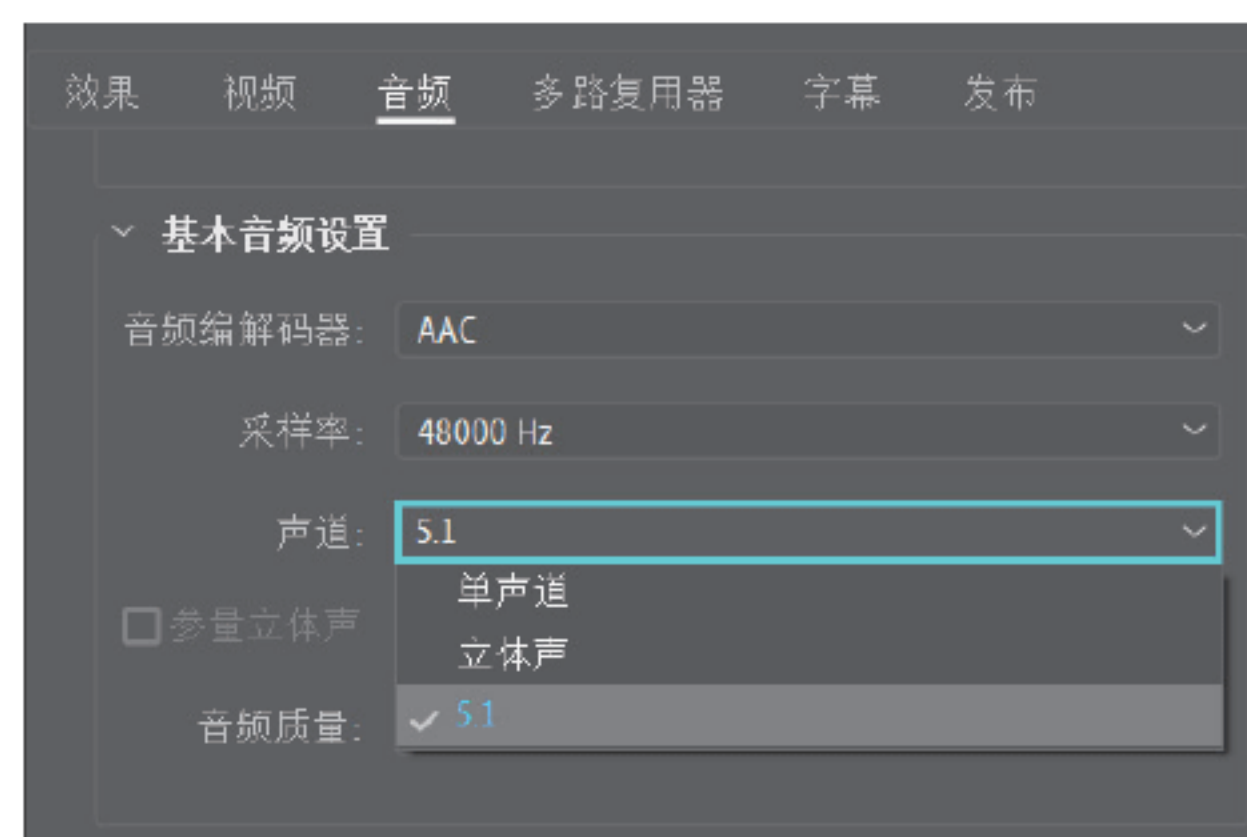 效果 视频 音频 多路复用器 字幕 发布
基本音频设置
音频编解码器: AAC
采样率: 48000 Hz
声道: 5.1
单声道
参量立体声
立体声
5.1
音频质量: